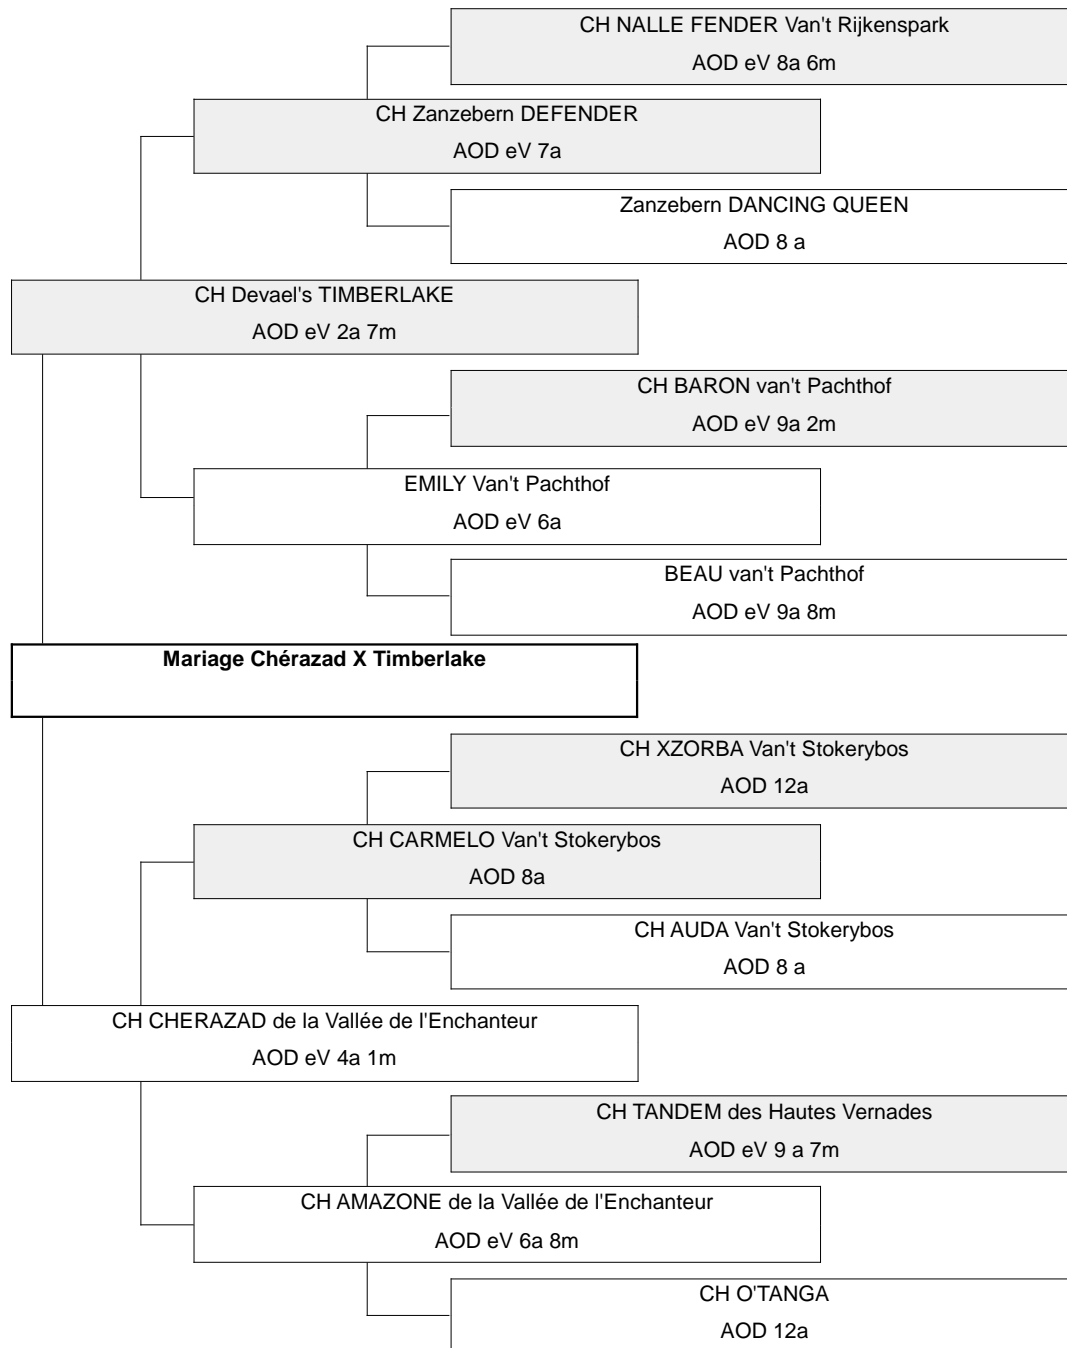 CH NALLE FENDER Van't Rijkenspark
AOD eV 8a 6m
CH Zanzebern DEFENDER
AOD eV 7a
Zanzebern DANCING QUEEN
AOD 8 a
CH Devael's TIMBERLAKE
AOD eV 2a 7m
CH BARON van't Pachthof
AOD eV 9a 2m
EMILY Van't Pachthof
AOD eV 6a
BEAU van't Pachthof
AOD eV 9a 8m
Mariage Chérazad X Timberlake
CH XZORBA Van't Stokerybos
AOD 12a
CH CARMELO Van't Stokerybos
AOD 8a
CH AUDA Van't Stokerybos
AOD 8 a
CH CHERAZAD de la Vallée de l'Enchanteur
AOD eV 4a 1m
CH TANDEM des Hautes Vernades
AOD eV 9 a 7m
CH AMAZONE de la Vallée de l'Enchanteur
AOD eV 6a 8m
CH O'TANGA
AOD 12a